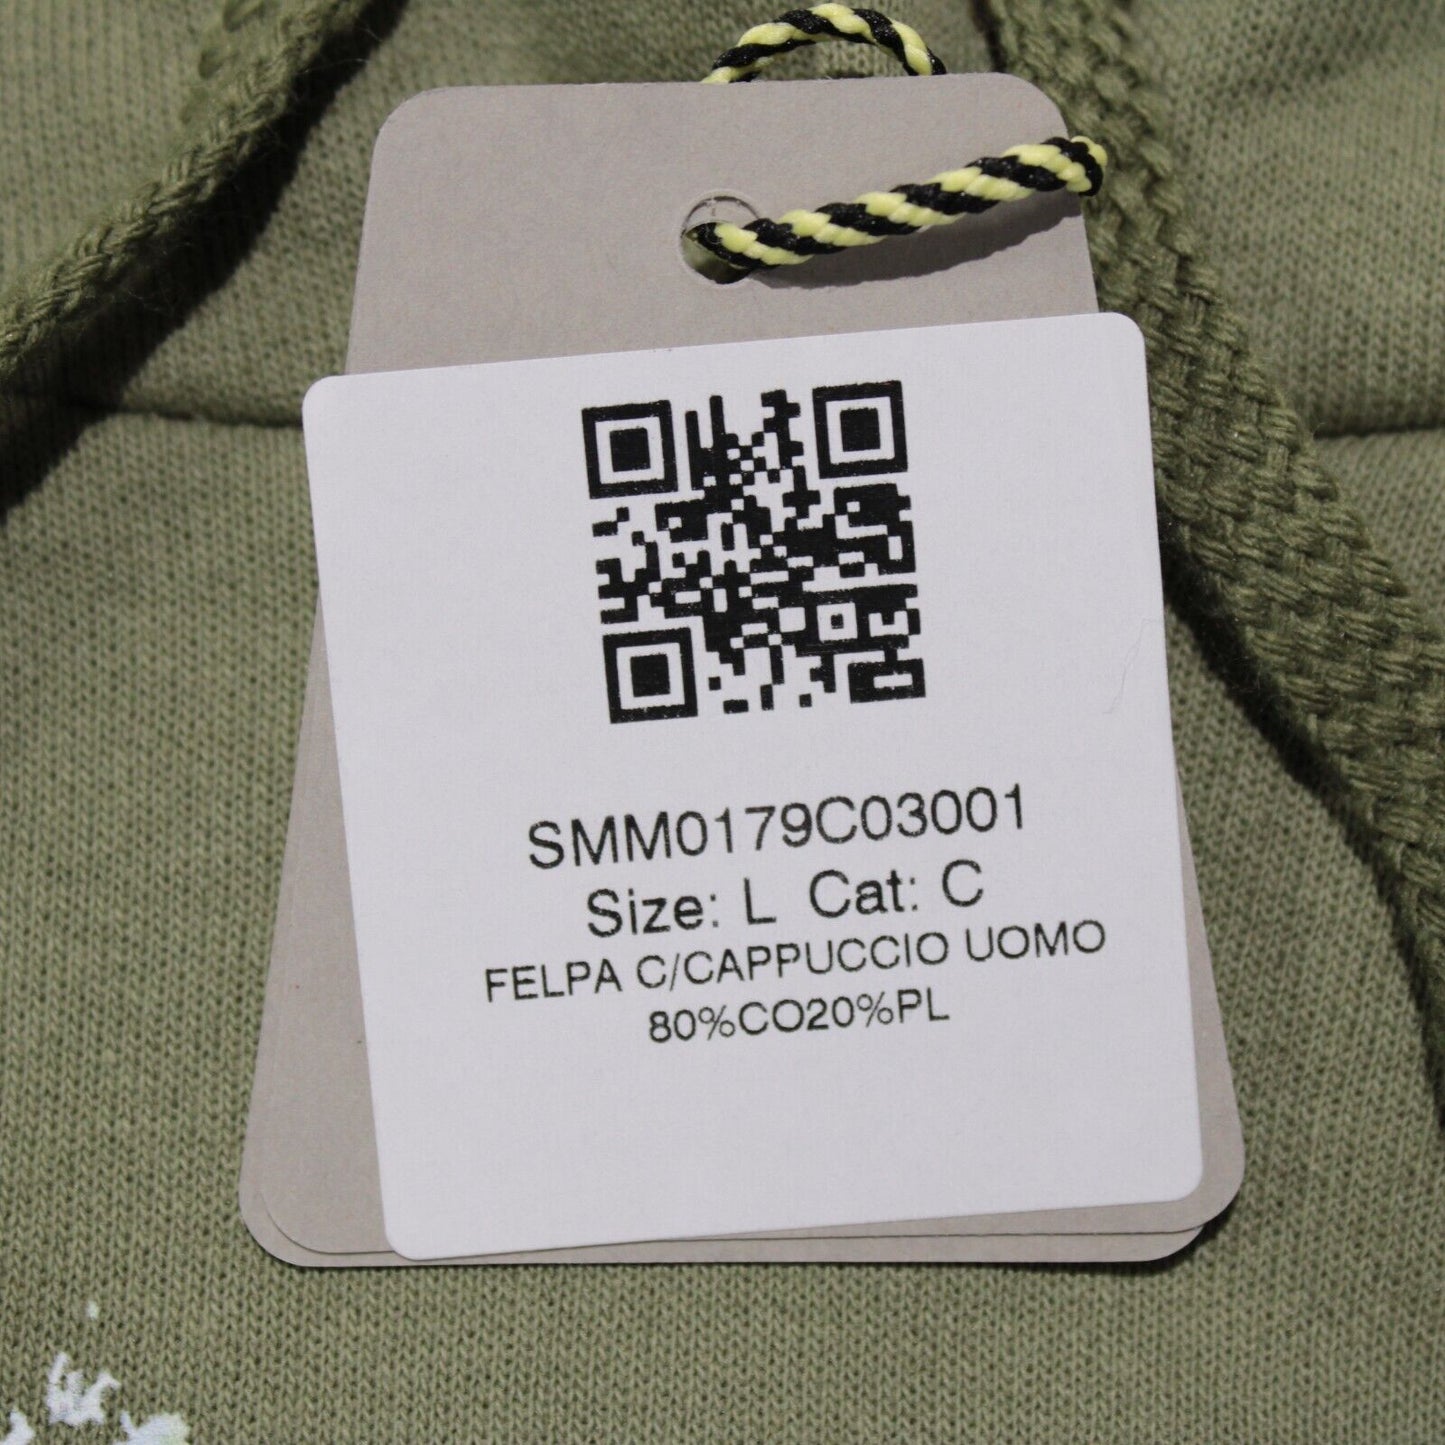 SMM0179C03001
Size: L Cat: C
FELPA C/CAPPUCCIO UOMO
80%CO20%PL